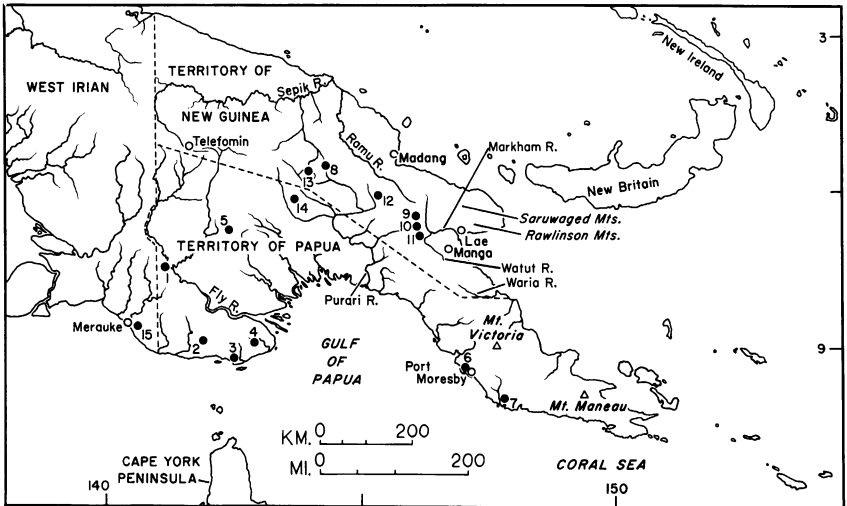 3
New Ireland
TERRITORY OF
WEST IRIAN
Sepik R.
NEW GUINEA
Telefomin
Ramu R.
Madang
Markham R.
8
13
New Britain
12
14
9
Saruwaged Mts.
10
5
11
Lae
Rawlinson Mts.
TERRITORY OF PAPUA
Manga
Watut R.
Waria R.
Fly R.
Purari R.
Merauke
15
Mt.
Victoria
2
4
3
GULF
OF
PAPUA
6
Port
Moresby
9
7
Mt. Maneau
KM. 0 200
MI. 0 200
CAPE YORK
PENINSULA
CORAL SEA
140
150